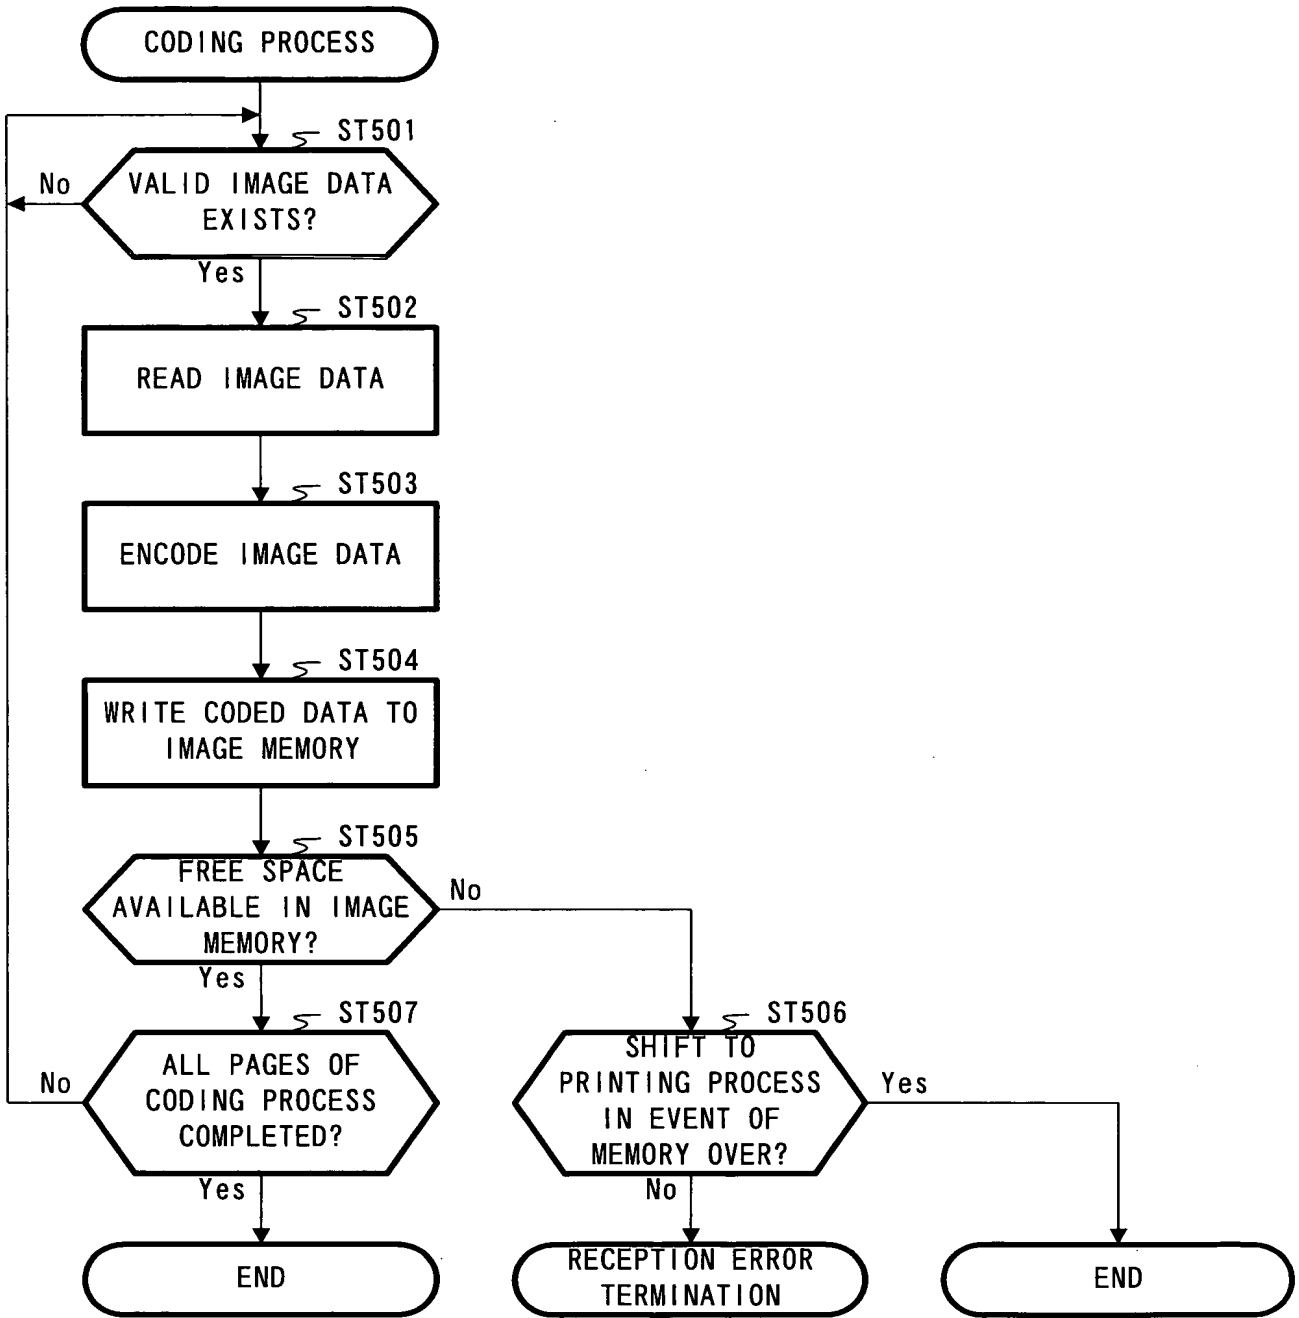 CODING PROCESS
ST501
No
VALID IMAGE DATA
EXISTS?
Yes
ST502
READ IMAGE DATA
ST503
ENCODE IMAGE DATA
ST504
WRITE CODED DATA TO
IMAGE MEMORY
ST505
FREE SPACE
AVAILABLE IN IMAGE
MEMORY?
No
Yes
ST507
ALL PAGES OF
CODING PROCESS
COMPLETED?
No
Yes
ST506
SHIFT TO
PRINTING PROCESS
IN EVENT OF
MEMORY OVER?
Yes
No
END
RECEPTION ERROR
TERMINATION
END